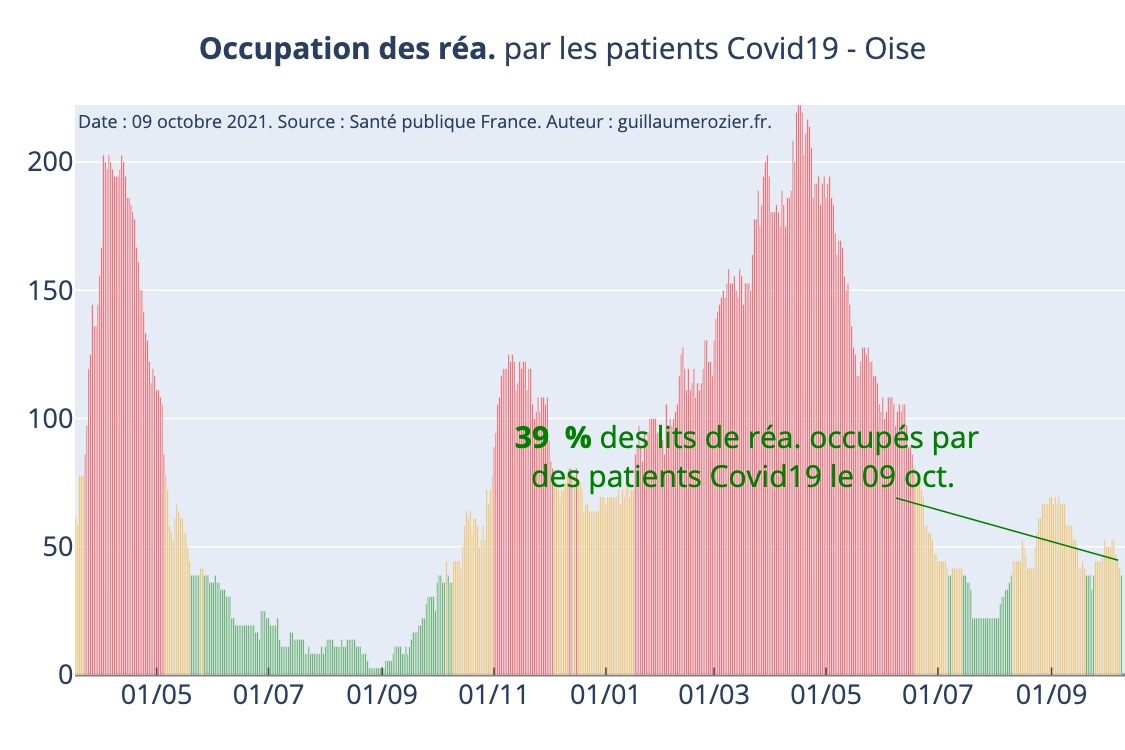 Occupation des réa. par les patients Covid19 - Oise
Date : 09 octobre 2021. Source : Santé publique France. Auteur : guillaumerozier.fr.
200
150
100
39 % des lits de réa. occupés par
des patients Covid19 le 09 oct.
50
0
01/05 01/07 01/09 01/11 01/01 01/03 01/05 01/07 01/09